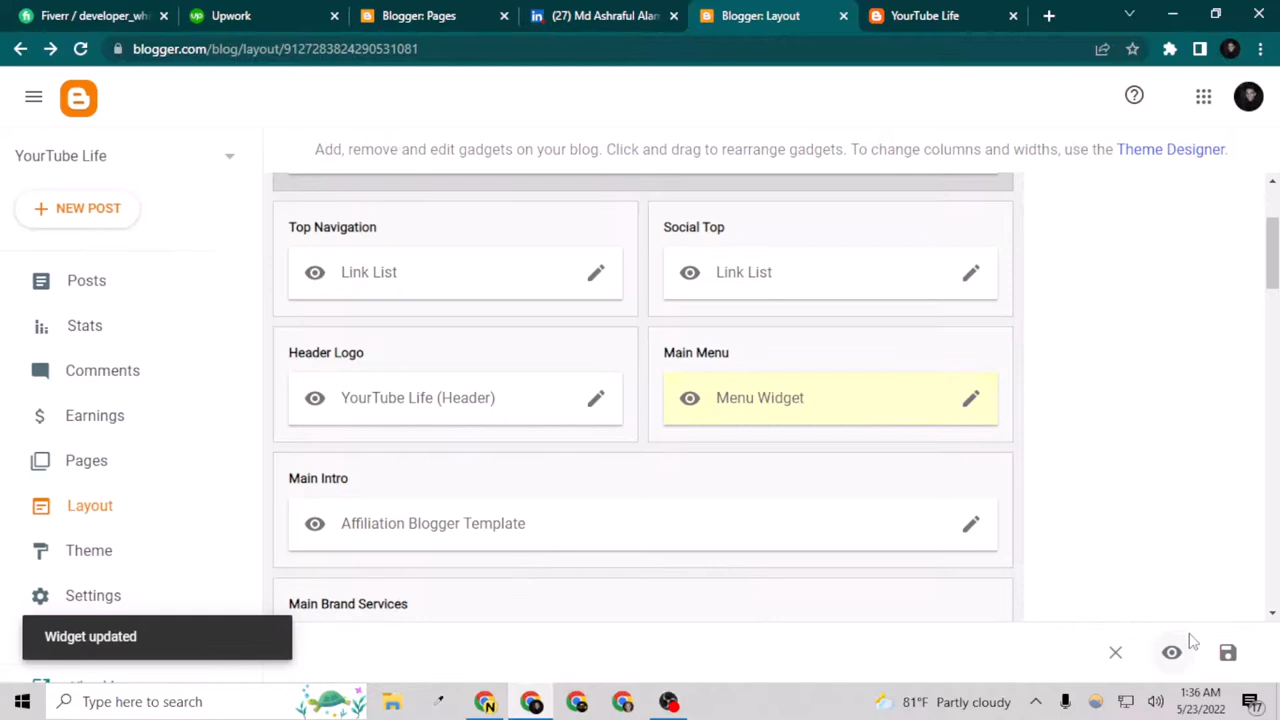 Fiverr / developer_wh
Upwork
Blogger: Pages
(27) Md Ashraful Alam
Blogger: Layout
YourTube Life
blogger.com/blog/layout/9127283824290531081
YourTube Life
Add, remove and edit gadgets on your blog. Click and drag to rearrange gadgets. To change columns and widths, use the Theme Designer.
NEW POST
Posts
Stats
Comments
Earnings
Pages
Layout
Theme
Settings
Top Navigation
Link List
Social Top
Link List
Header Logo
YourTube Life (Header)
Main Menu
Menu Widget
Main Intro
Affiliation Blogger Template
Main Brand Services
Widget updated
Type here to search
81°F Partly cloudy
1:36 AM
5/23/2022
17